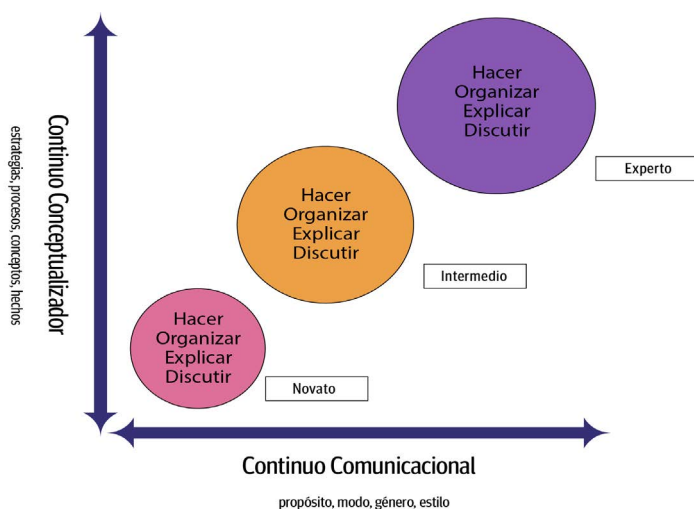 Hacer
Organizar
Explicar
Discutir
Experto
Hacer
Organizar
Explicar
Discutir
Intermedio
Hacer
Organizar
Explicar
Discutir
Novato
Continuo Conceptualizador
estrategias, procesos, conceptos, hechos
Continuo Comunicacional
propósito, modo, género, estilo